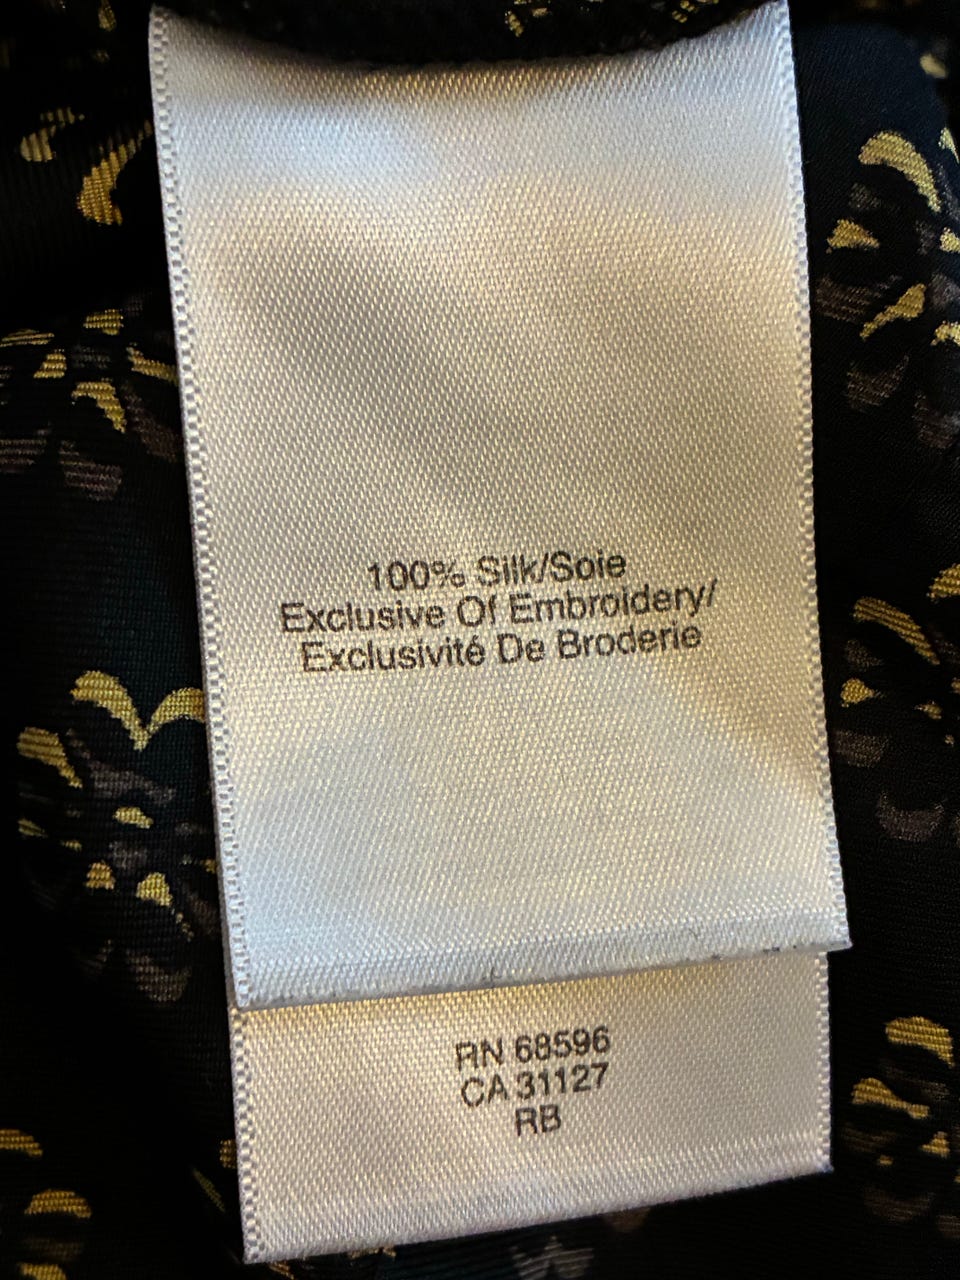 100% Silk/Soie
Exclusive Of Embroidery/
Exclusivité De Broderie
RN 68596
CA 31127
RB